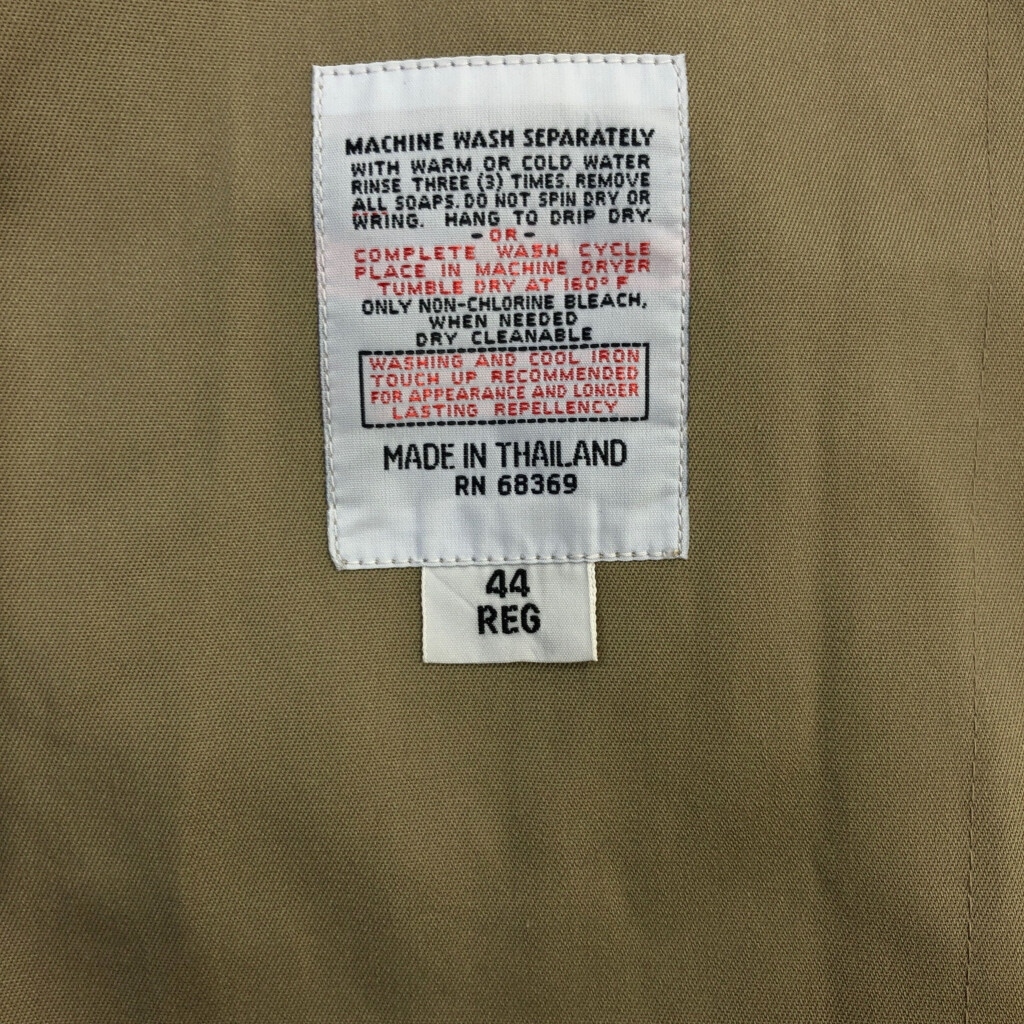 MACHINE WASH SEPARATELY
WITH WARM OR COLD WATER
RINSE THREE (3) TIMES. REMOVE
ALL SOAPS. DO NOT SPIN DRY OR
WRING. HANG TO DRIP DRY.
- OR -
COMPLETE WASH CYCLE
PLACE IN MACHINE DRYER
TUMBLE DRY AT 160° F
ONLY NON-CHLORINE BLEACH,
WHEN NEEDED
DRY CLEANABLE
WASHING AND COOL IRON
TOUCH UP RECOMMENDED
FOR APPEARANCE AND LONGER
LASTING REPELLENCY
MADE IN THAILAND
RN 68369
44
REG